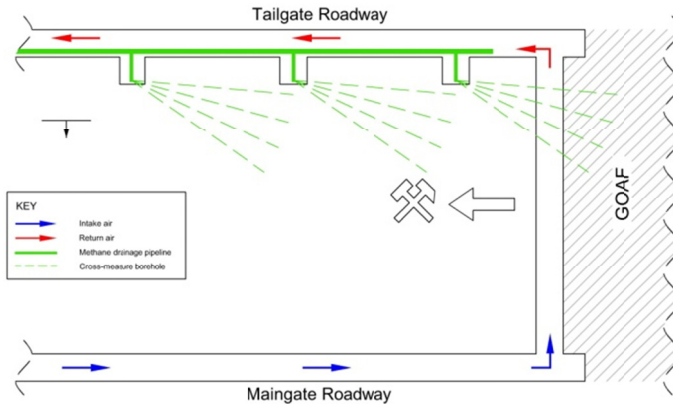 Tailgate Roadway
GOAF
KEY
Intake air
Return air
Methane drainage pipeline
Cross-measure borehole
Maingate Roadway